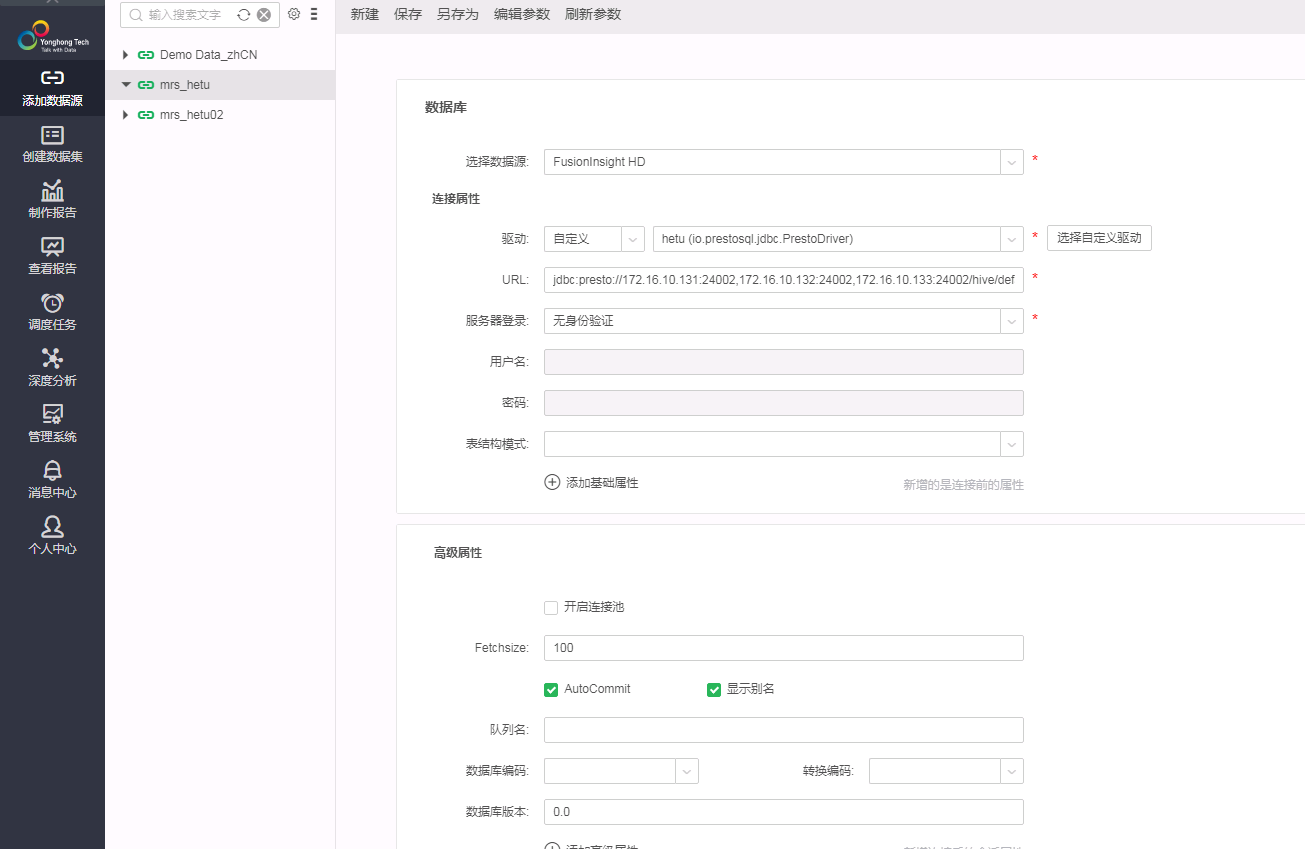 Yonghong Tech
Talk with Data
添加数据源
创建数据集
制作报告
查看报告
调度任务
深度分析
管理系统
消息中心
个人中心
输入搜索文字
Demo Data_zhCN
mrs_hetu
mrs_hetu02
新建 保存 另存为 编辑参数 刷新参数
数据库
选择数据源: FusionInsight HD *
连接属性
驱动: 自定义 hetu (io.prestosql.jdbc.PrestoDriver) * 选择自定义驱动
URL: jdbc:presto://172.16.10.131:24002,172.16.10.132:24002,172.16.10.133:24002/hive/def *
服务器登录: 无身份验证 *
用户名:
密码:
表结构模式:
添加基础属性 新增的是连接前的属性
高级属性
开启连接池
Fetchsize: 100
AutoCommit 显示别名
队列名:
数据库编码: 转换编码:
数据库版本: 0.0
添加高级属性